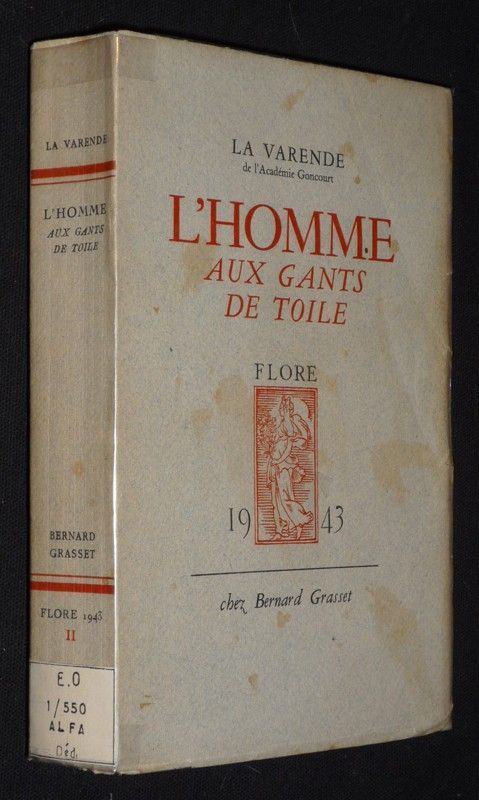 LA VARENDE
L'HOMME
AUX GANTS
DE TOILE
BERNARD
GRASSET
FLORE 1943
II
E.O
1/550
ALFA
Déd.
LA VARENDE
de l'Académie Goncourt
L'HOMME
AUX GANTS
DE TOILE
FLORE
19 43
chez Bernard Grasset